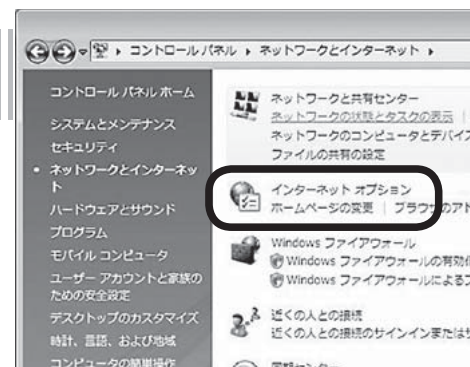 コントロール パネル ▸ ネットワークとインターネット ▸
コントロール パネル ホーム
システムとメンテナンス
セキュリティ
• ネットワークとインターネッ
ト
ハードウェアとサウンド
プログラム
モバイル コンピュータ
ユーザー アカウントと家族の
ための安全設定
デスクトップのカスタマイズ
時計、言語、および地域
コンピュータの簡単操作
ネットワークと共有センター
ネットワークの状態とタスクの表示 |
ネットワークのコンピュータとデバイス
ファイルの共有の設定
インターネット オプション
ホームページの変更 | ブラウザのアド
Windows ファイアウォール
Windows ファイアウォールの有効化
Windows ファイアウォールによるプ
近くの人との接続
近くの人との接続のサインインまたはサ
同期センター